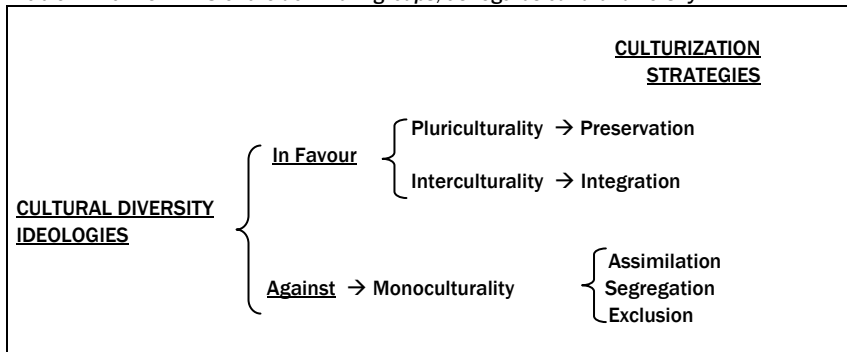 CULTURIZATION
STRATEGIES
Pluriculturality → Preservation
In Favour
Interculturality → Integration
CULTURAL DIVERSITY
IDEOLOGIES
Assimilation
Against → Monoculturality
Segregation
Exclusion